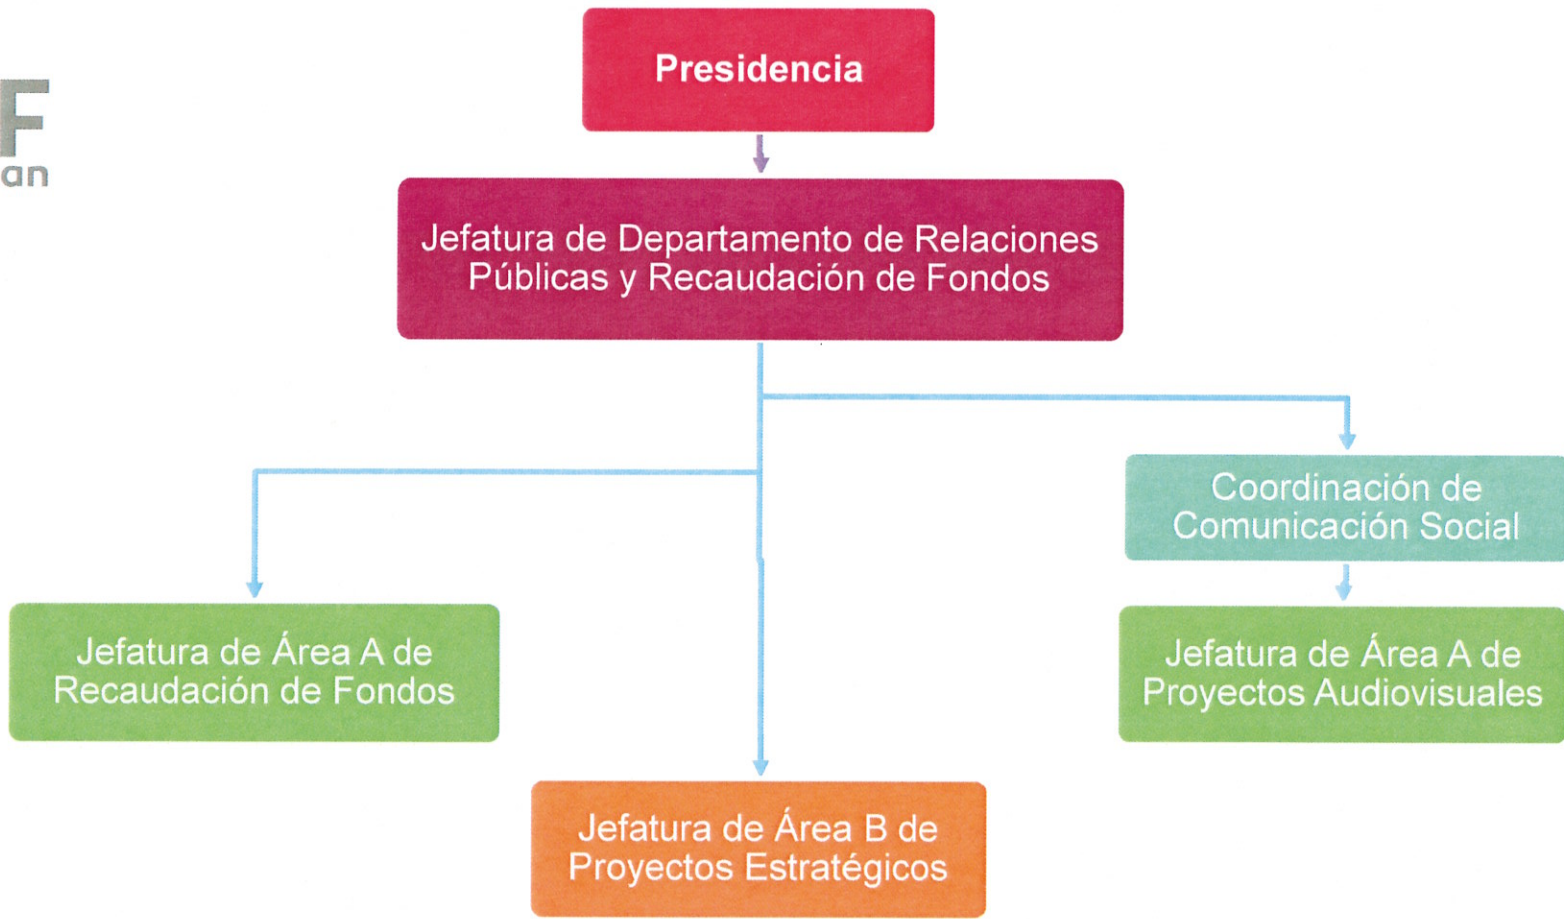 Presidencia
F
an
Jefatura de Departamento de Relaciones
Públicas y Recaudación de Fondos
Coordinación de
Comunicación Social
Jefatura de Área A de
Recaudación de Fondos
Jefatura de Área A de
Proyectos Audiovisuales
Jefatura de Área B de
Proyectos Estratégicos